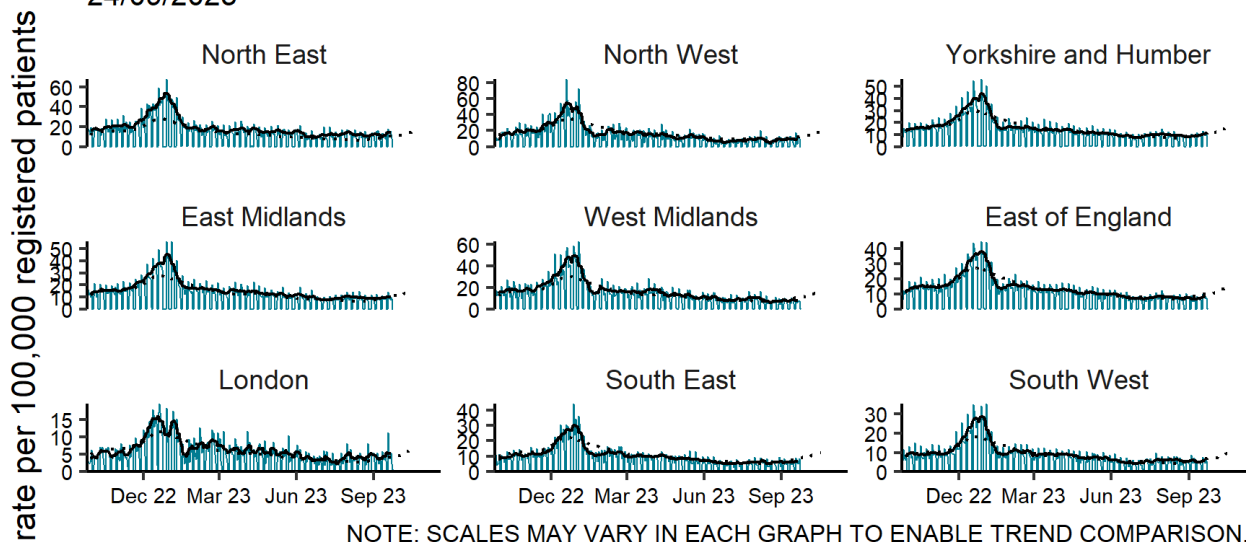 24/09/2023
rate per 100,000 registered patients
North East North West Yorkshire and Humber
60 80 50
40 60 40
20 40 30
0 20 20
0 10
0
East Midlands West Midlands East of England
50 60 40
40 40 30
30 20 20
20 0 10
10 0
0
London South East South West
15 40 30
10 30 20
5 20 10
0 10 0
0
Dec 22 Mar 23 Jun 23 Sep 23 Dec 22 Mar 23 Jun 23 Sep 23 Dec 22 Mar 23 Jun 23 Sep 23
NOTE: SCALES MAY VARY IN EACH GRAPH TO ENABLE TREND COMPARISON.